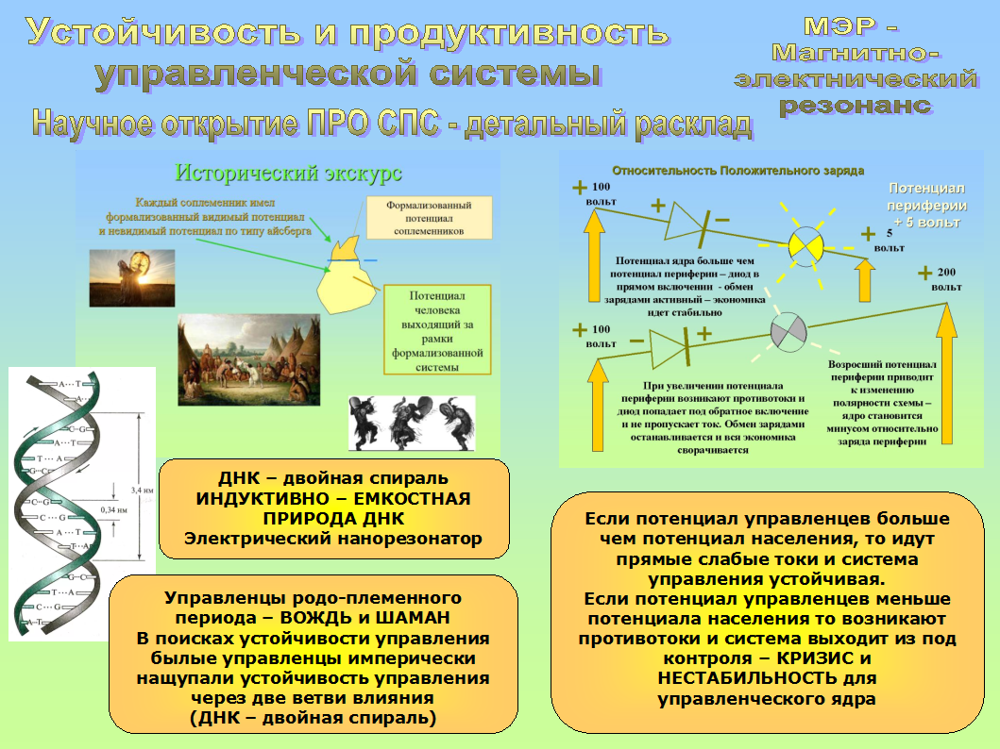 Устойчивость и продуктивность
управленческой системы
МЭР -
Магнитно-
электнический
резонанс
Научное открытие ПРО СПС - детальный расклад
Исторический экскурс
Каждый соплеменник имел
формализованный видимый потенциал
и невидимый потенциал по типу айсберга
Формализованный
потенциал
соплеменников
Потенциал
человека
выходящий за
рамки
формализованной
системы
Относительность Положительного заряда
+ 100
вольт
+
–
Потенциал
периферии
+ 5 вольт
+ 5
вольт
Потенциал ядра больше чем
потенциал периферии – диод в
прямом включении - обмен
зарядами активный – экономика
идет стабильно
+ 200
вольт
+ 100
вольт
–
+
При увеличении потенциала
периферии возникают противотоки и
диод попадает под обратное включение
и не пропускает ток. Обмен зарядами
останавливается и вся экономика
сворачивается
Возросший потенциал
периферии приводит
к изменению
полярности схемы –
ядро становится
минусом относительно
заряда периферии
А···Т
А···
С···G
А···Т
G···С
С···G
С···G
А···Т
G···С
Т···А
С···G
А···Т
3,4 нм
0,34 нм
ДНК – двойная спираль
ИНДУКТИВНО – ЕМКОСТНАЯ
ПРИРОДА ДНК
Электрический нанорезонатор
Управленцы родо-племенного
периода – ВОЖДЬ и ШАМАН
В поисках устойчивости управления
былые управленцы имперически
нащупали устойчивость управления
через две ветви влияния
(ДНК – двойная спираль)
Если потенциал управленцев больше
чем потенциал населения, то идут
прямые слабые токи и система
управления устойчивая.
Если потенциал управленцев меньше
потенциала населения то возникают
противотоки и система выходит из под
контроля – КРИЗИС и
НЕСТАБИЛЬНОСТЬ для
управленческого ядра